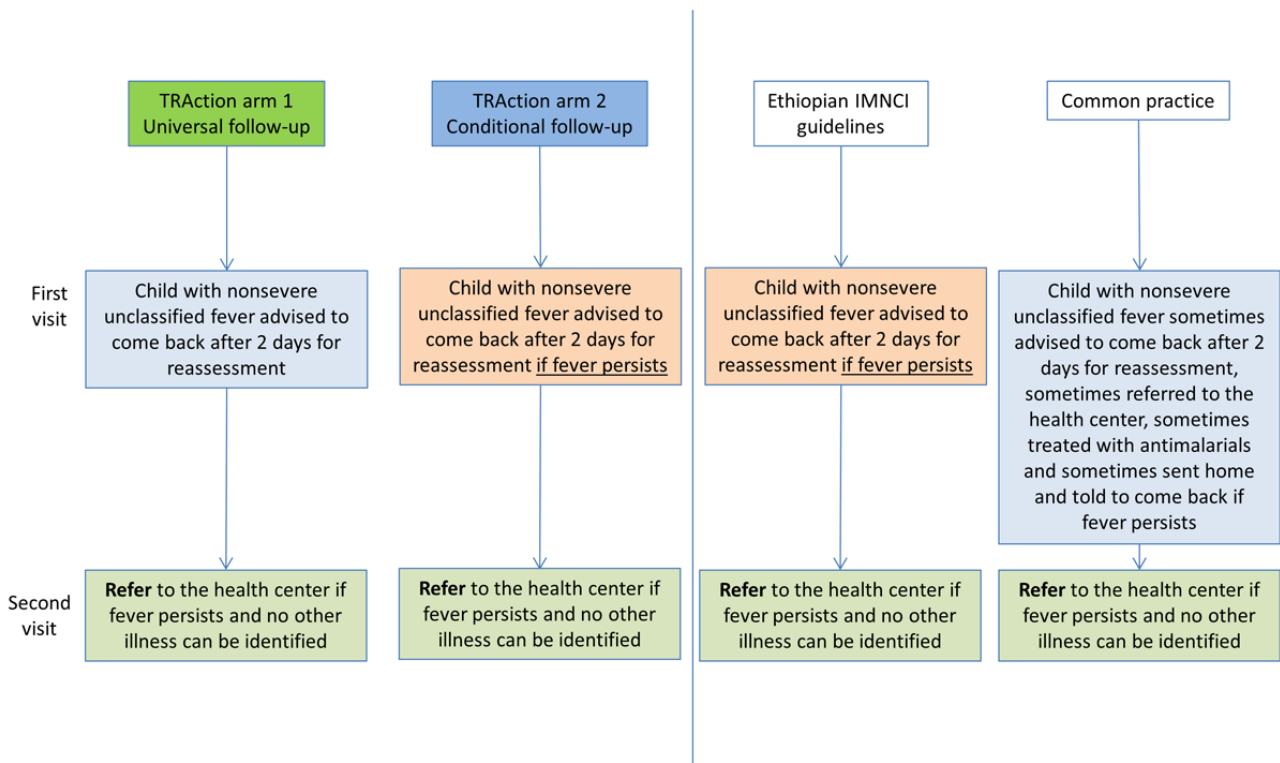 TRAction arm 1
Universal follow-up
TRAction arm 2
Conditional follow-up
Ethiopian IMNCI
guidelines
Common practice
First
visit
Child with nonsevere
unclassified fever advised to
come back after 2 days for
reassessment
Child with nonsevere
unclassified fever advised to
come back after 2 days for
reassessment if fever persists
Child with nonsevere
unclassified fever advised to
come back after 2 days for
reassessment if fever persists
Child with nonsevere
unclassified fever sometimes
advised to come back after 2
days for reassessment,
sometimes referred to the
health center, sometimes
treated with antimalarials
and sometimes sent home
and told to come back if
fever persists
Second
visit
Refer to the health center if
fever persists and no other
illness can be identified
Refer to the health center if
fever persists and no other
illness can be identified
Refer to the health center if
fever persists and no other
illness can be identified
Refer to the health center if
fever persists and no other
illness can be identified